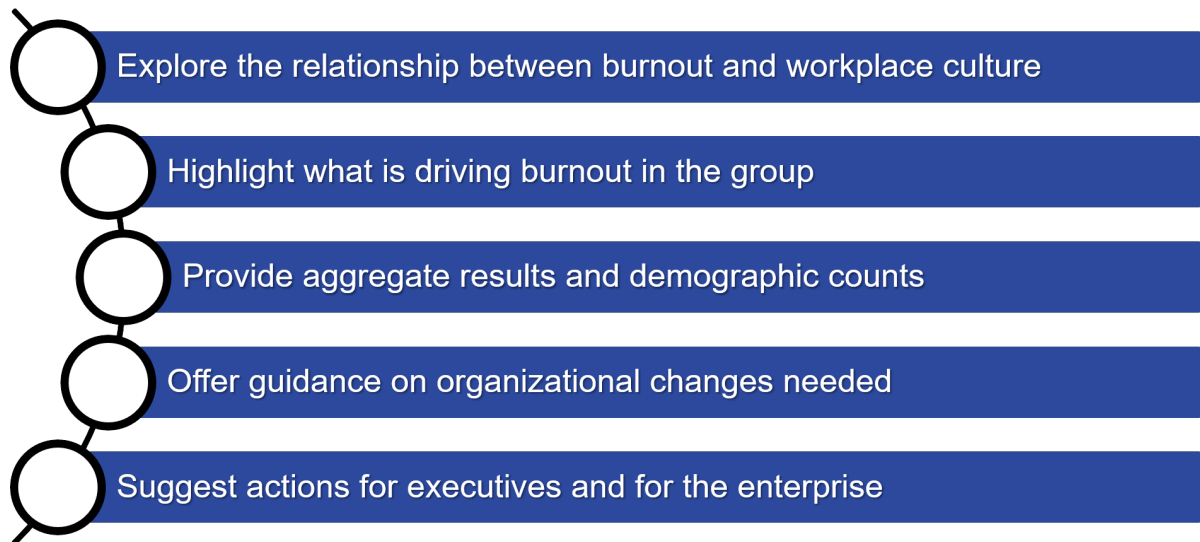 Explore the relationship between burnout and workplace culture
Highlight what is driving burnout in the group
Provide aggregate results and demographic counts
Offer guidance on organizational changes needed
Suggest actions for executives and for the enterprise